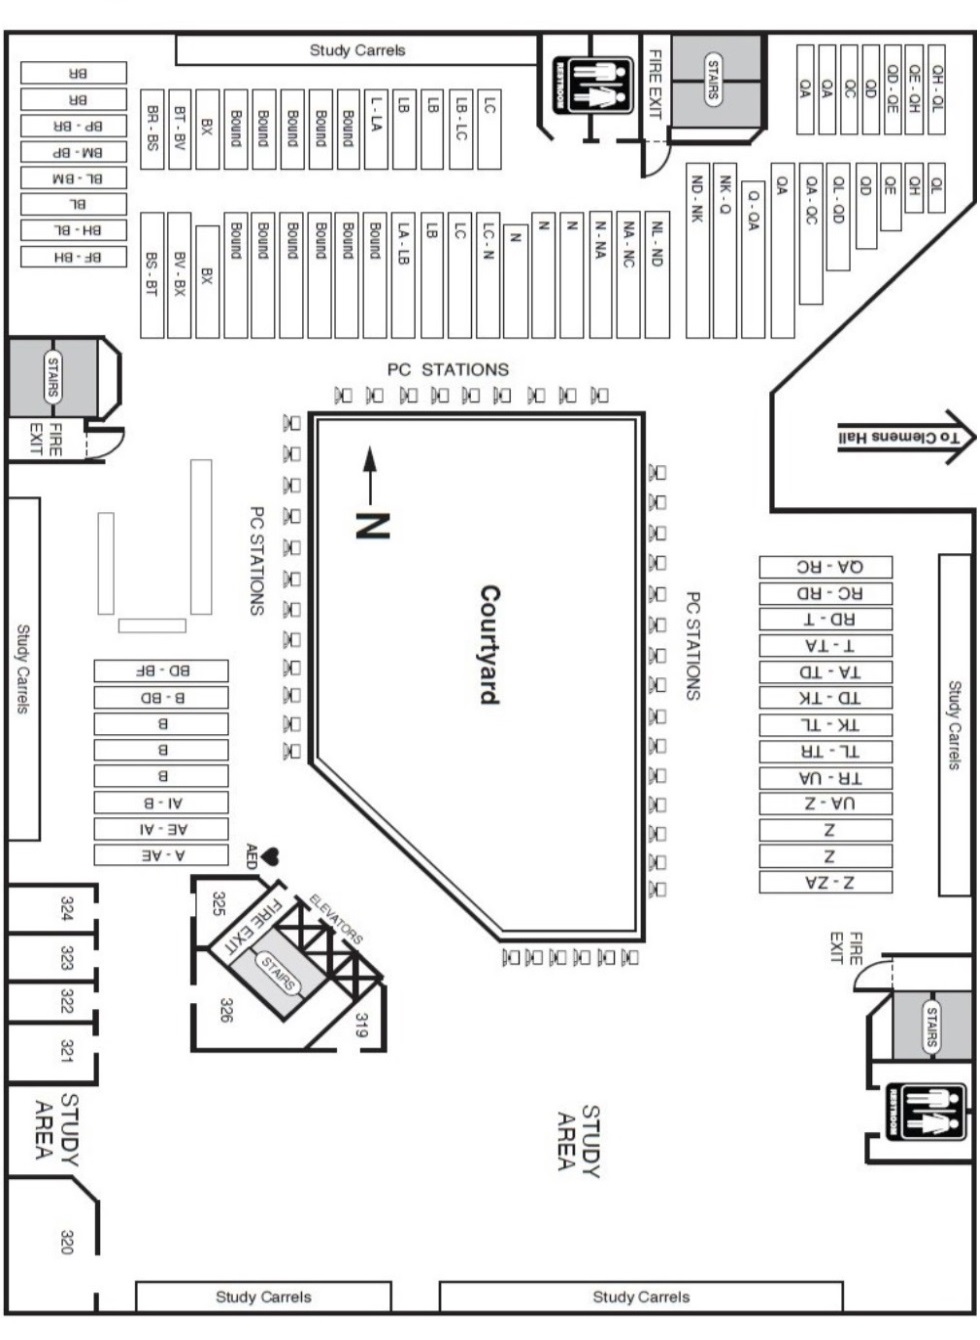 Study Carrels
RESTROOM
FIRE EXIT
STAIRS
QA
QA
QC
QD
QD - QE
QE - QH
QH - QL
BR
BR
BP - BR
BM - BP
BL - BM
BL
BH - BL
BF - BH
BR - BS
BT - BV
BX
Bound
Bound
Bound
Bound
Bound
L - LA
LB
LB
LB - LC
LC
ND - NK
NK - Q
Q - QA
QA
QA - QC
QL - QD
QD
QE
QH
QL
BS - BT
BV - BX
BX
Bound
Bound
Bound
Bound
Bound
Bound
LA - LB
LB
LC
LC - N
N
N
N
N - NA
NA - NC
NL - ND
STAIRS
FIRE
EXIT
PC STATIONS
To Clemens Hall
N
PC STATIONS
Courtyard
PC STATIONS
Study Carrels
BD - BF
B - BD
B
B
B
AI - B
AE - AI
A - AE
QA - RC
RC - RD
RD - T
T - TA
TA - TD
TD - TK
TK - TL
TL - TR
TR - UA
UA - Z
Z
Z
Z - ZA
Study Carrels
AED
ELEVATORS
325
FIRE EXIT
STAIRS
326
319
324
323
322
321
FIRE
EXIT
STAIRS
RESTROOM
STUDY
AREA
STUDY
AREA
320
Study Carrels
Study Carrels